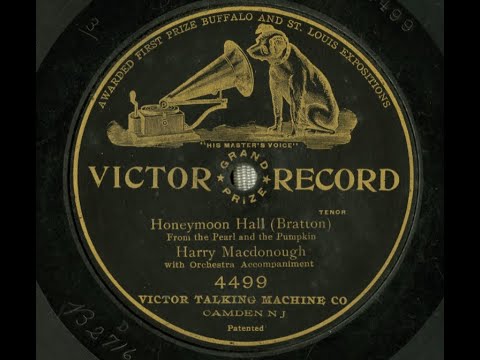 AWARDED FIRST PRIZE BUFFALO AND ST. LOUIS EXPOSITIONS
"HIS MASTER'S VOICE"
VICTOR RECORD
GRAND
PRIZE
TENOR
Honeymoon Hall (Bratton)
From the Pearl and the Pumpkin
Harry Macdonough
with Orchestra Accompaniment
4499
VICTOR TALKING MACHINE CO
CAMDEN N J
Patented
4499
B
D